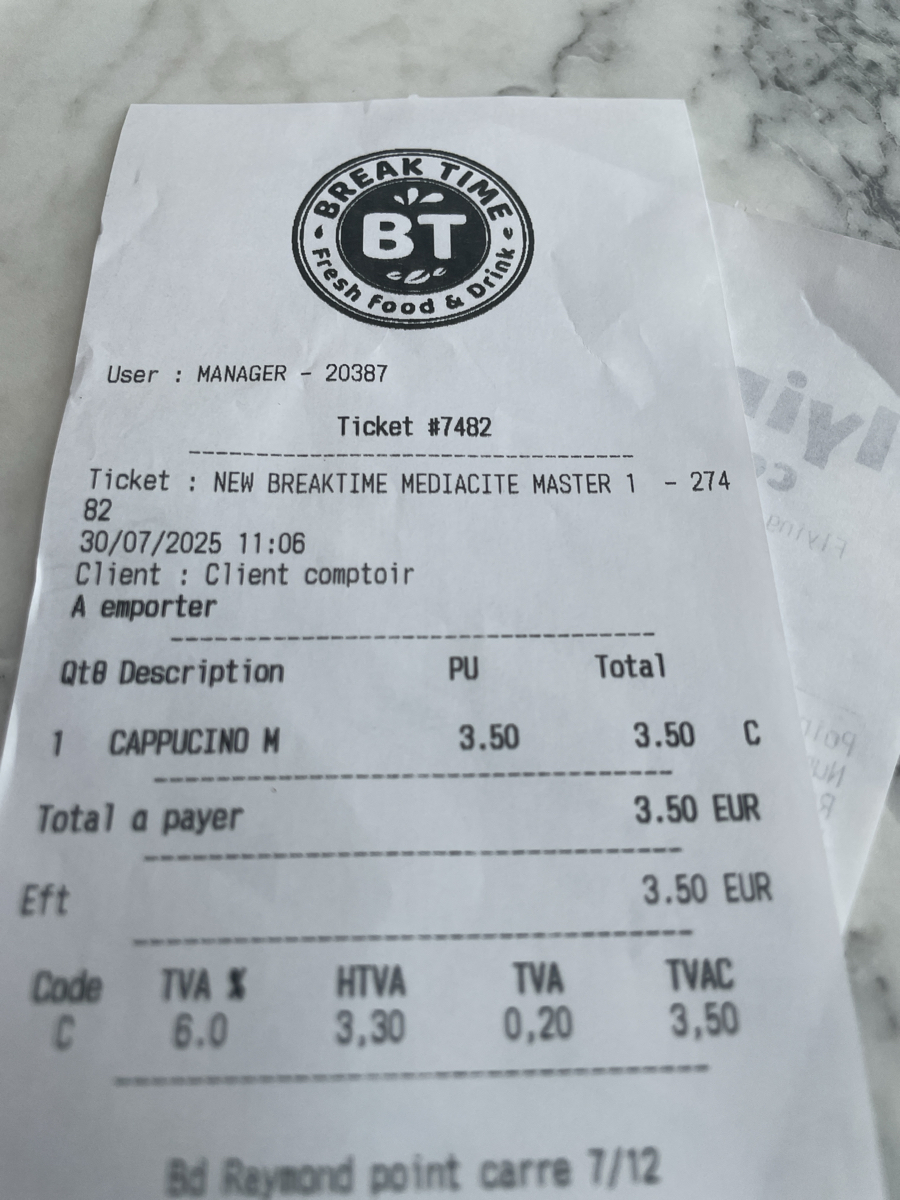 BREAK TIME
BT
Fresh Food & Drink
User : MANAGER - 20387
Ticket #7482
Ticket : NEW BREAKTIME MEDIACITE MASTER 1 - 274
82
30/07/2025 11:06
Client : Client comptoir
A emporter
Qtθ Description PU Total
1 CAPPUCINO M 3.50 3.50 C
Total a payer 3.50 EUR
Eft 3.50 EUR
Code TVA % HTVA TVA TVAC
C 6.0 3,30 0,20 3,50
Bd Raymond point carre 7/12
Flying